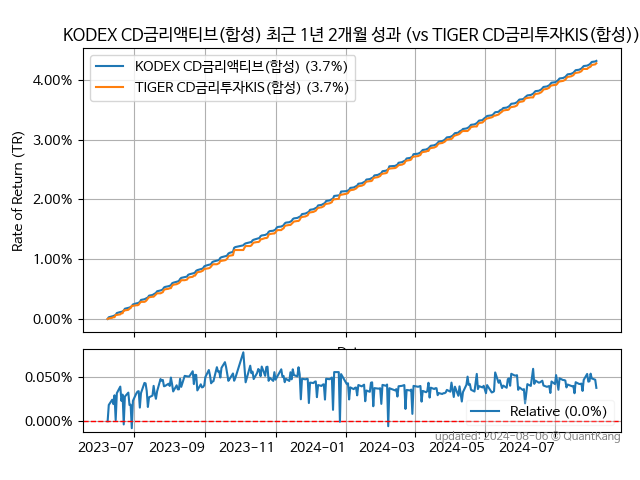 KODEX CD금리액티브(합성) 최근 1년 2개월 성과 (vs TIGER CD금리투자KIS(합성))
KODEX CD금리액티브(합성) (3.7%)
TIGER CD금리투자KIS(합성) (3.7%)
Rate of Return (TR)
4.00%
3.00%
2.00%
1.00%
0.00%
0.050%
0.000%
Relative (0.0%)
2023-07
2023-09
2023-11
2024-01
2024-03
2024-05
2024-07
updated: 2024-08-06 © QuantKang